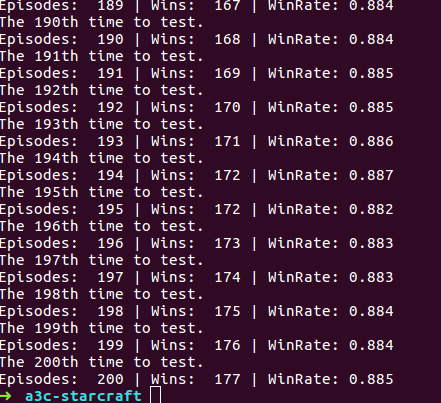 Episodes:  189 | Wins:  167 | WinRate: 0.884
The 190th time to test.
Episodes:  190 | Wins:  168 | WinRate: 0.884
The 191th time to test.
Episodes:  191 | Wins:  169 | WinRate: 0.885
The 192th time to test.
Episodes:  192 | Wins:  170 | WinRate: 0.885
The 193th time to test.
Episodes:  193 | Wins:  171 | WinRate: 0.886
The 194th time to test.
Episodes:  194 | Wins:  172 | WinRate: 0.887
The 195th time to test.
Episodes:  195 | Wins:  172 | WinRate: 0.882
The 196th time to test.
Episodes:  196 | Wins:  173 | WinRate: 0.883
The 197th time to test.
Episodes:  197 | Wins:  174 | WinRate: 0.883
The 198th time to test.
Episodes:  198 | Wins:  175 | WinRate: 0.884
The 199th time to test.
Episodes:  199 | Wins:  176 | WinRate: 0.884
The 200th time to test.
Episodes:  200 | Wins:  177 | WinRate: 0.885
➜  a3c-starcraft